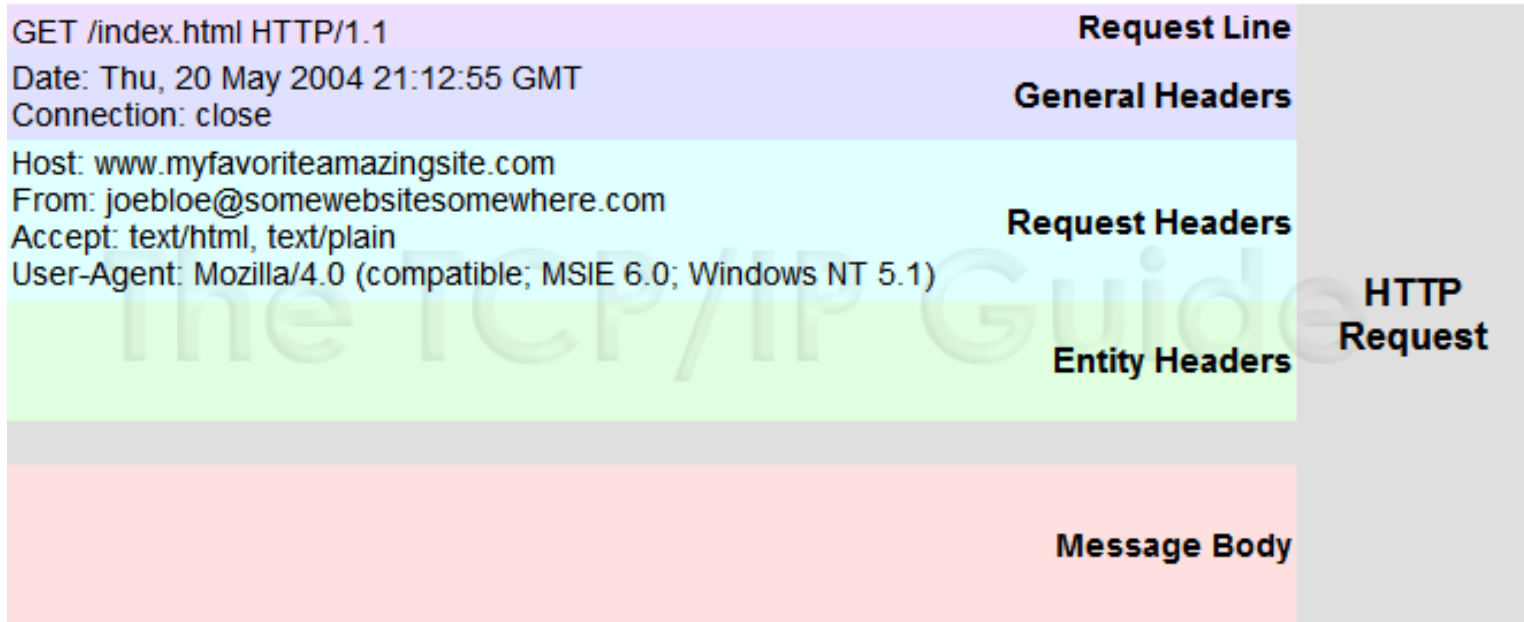 GET /index.html HTTP/1.1
Request Line
Date: Thu, 20 May 2004 21:12:55 GMT
Connection: close
General Headers
Host: www.myfavoriteamazingsite.com
From: joebloe@somewebsitesomewhere.com
Accept: text/html, text/plain
User-Agent: Mozilla/4.0 (compatible; MSIE 6.0; Windows NT 5.1)
Request Headers
The TCP/IP Guide
Entity Headers
HTTP
Request
Message Body